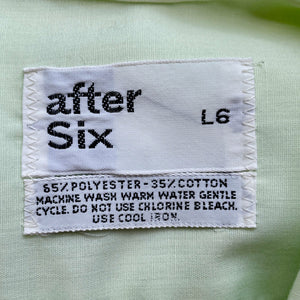 after
Six
L6
65% POLYESTER - 35% COTTON
MACHINE WASH WARM WATER GENTLE
CYCLE. DO NOT USE CHLORINE BLEACH.
USE COOL IRON.